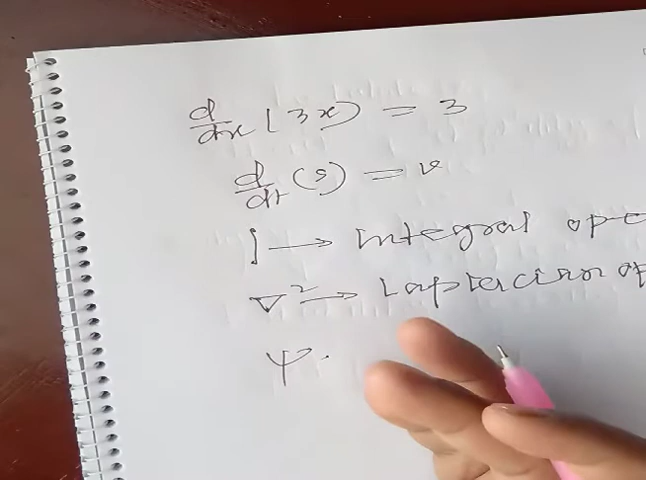 d/dx (3x) = 3
d/dt (s) = v
∫ → integral ope
∇² → Laplacian op
Ψ.